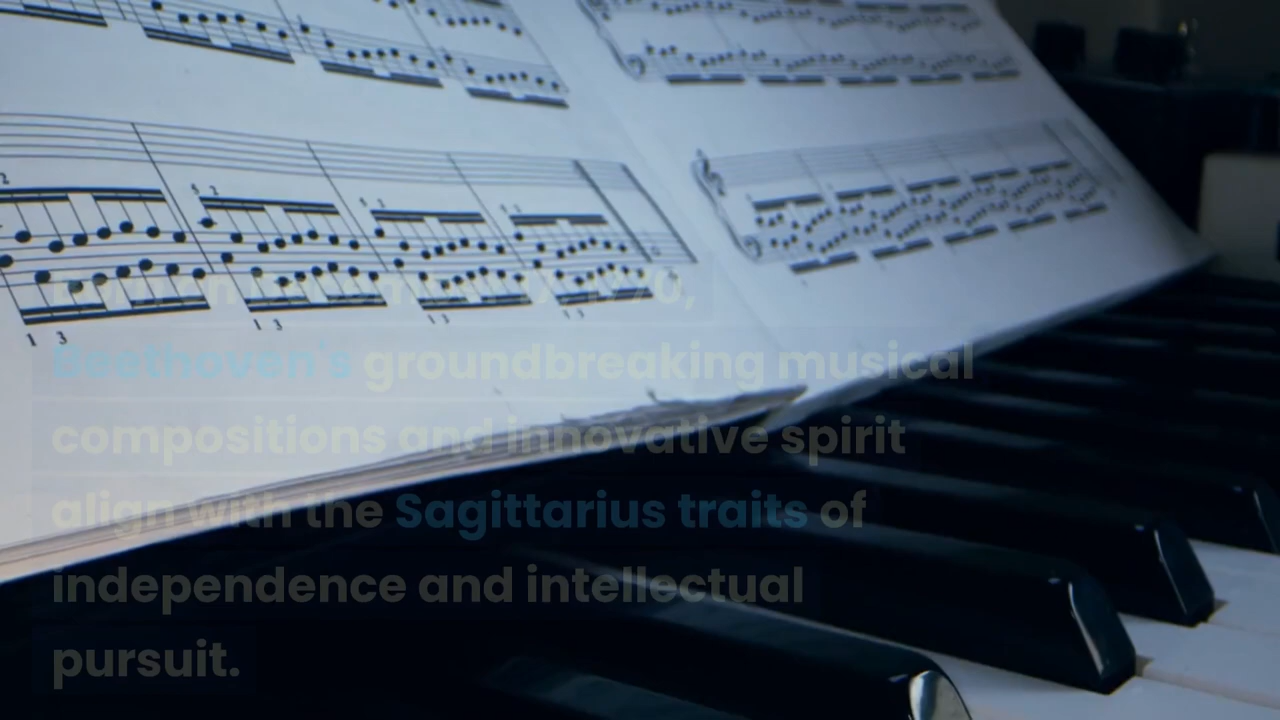 Beethoven's groundbreaking musical
compositions and innovative spirit
align with the Sagittarius traits of
independence and intellectual
pursuit.